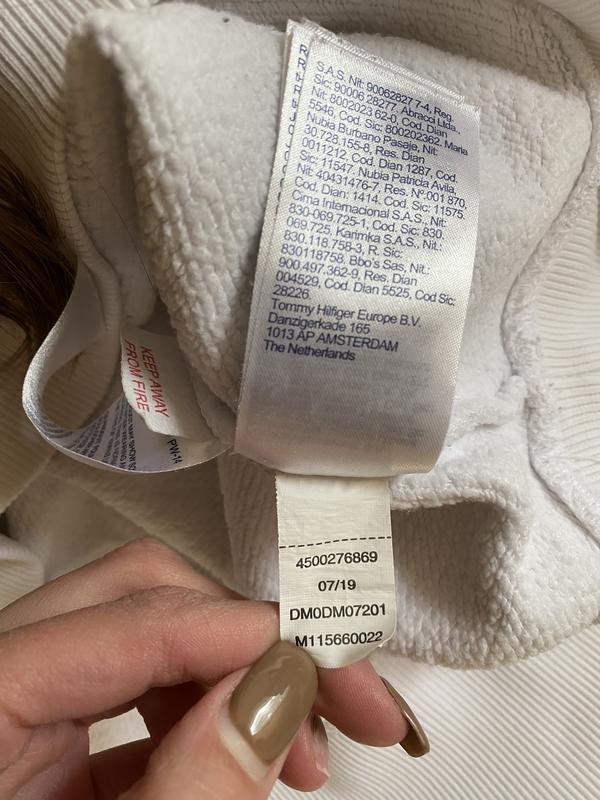 S.A.S. Nit: 90062827 7-4, Reg.
Sic: 90006 28277, Abracci Ltda.,
Nit: 8002023 62-0, Cod. Dian
5546, Cod. Sic: 800202362. Maria
Nubia Burbano Pasaje, Nit:
30.729.155-8, Res. Dian
0011212, Cod. Dian 1287, Cod.
Sic: 11547. Nubia Patricia Avila,
Nit: 40431476-7, Res. Nº.001 870,
Cod. Dian: 1414. Cod. Sic: 11575.
Cima Internacional S.A.S., Nit:
830-069.725-1, Cod. Sic: 830.
069.725. Karimka S.A.S., Nit.:
830.118.758-3, R. Sic:
830118758. Bbo's Sas, Nit.:
900.497.362-9, Res. Dian
004529, Cod. Dian 5525, Cod Sic:
28226.
Tommy Hilfiger Europe B.V.
Danzigerkade 165
1013 AP AMSTERDAM
The Netherlands
KEEP AWAY
FROM FIRE
PW-14
4500276869
07/19
DM0DM07201
M115660022